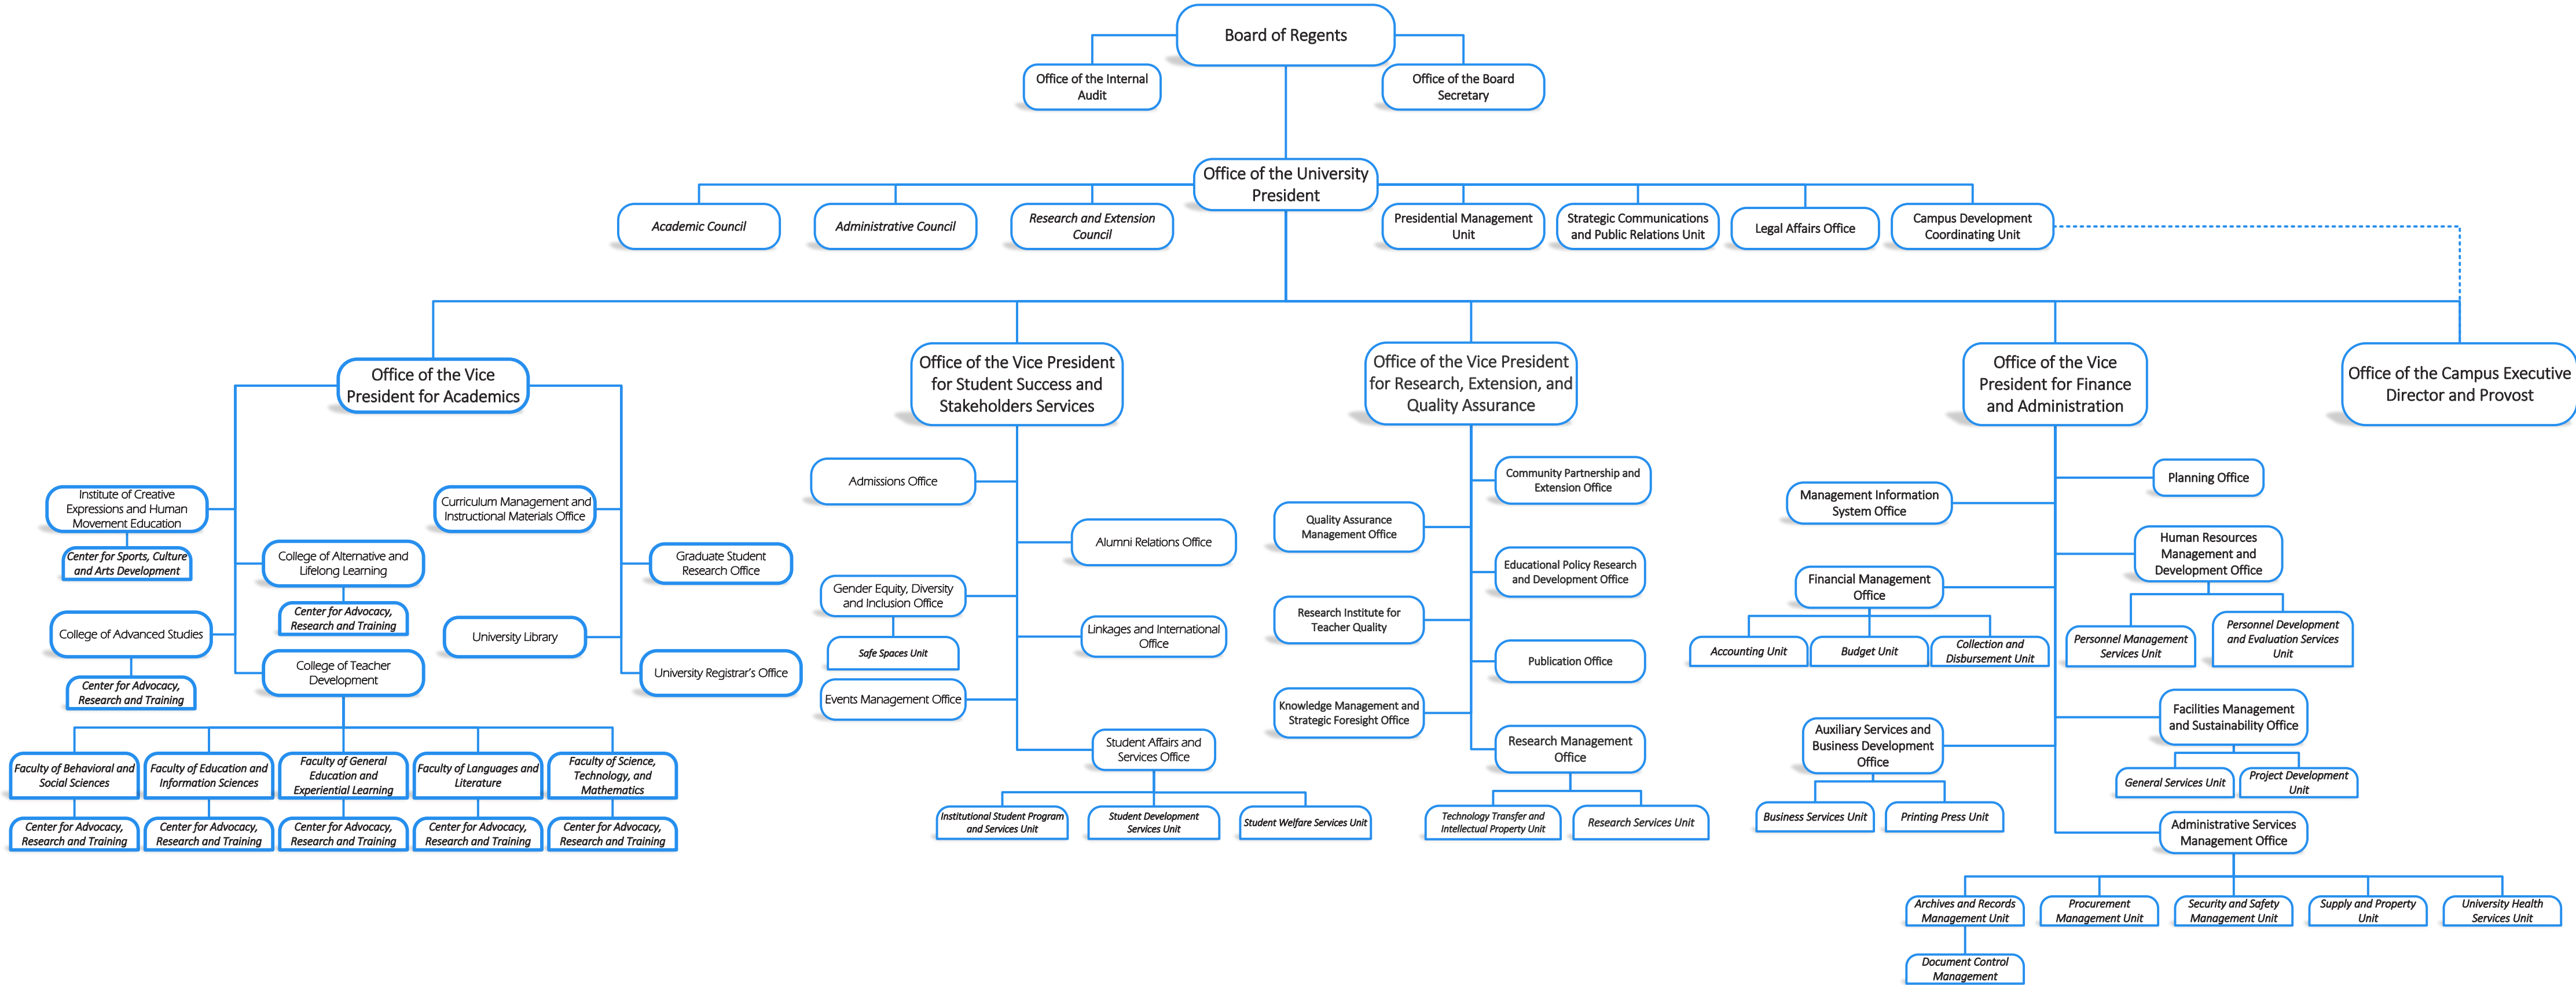 Board of Regents
Office of the Internal
Audit
Office of the Board
Secretary
Office of the University
President
Academic Council
Administrative Council
Research and Extension
Council
Presidential Management
Unit
Strategic Communications
and Public Relations Unit
Legal Affairs Office
Campus Development
Coordinating Unit
Office of the Vice
President for Academics
Office of the Vice President
for Student Success and
Stakeholders Services
Office of the Vice President
for Research, Extension, and
Quality Assurance
Office of the Vice
President for Finance
and Administration
Office of the Campus Executive
Director and Provost
Institute of Creative
Expressions and Human
Movement Education
Center for Sports, Culture
and Arts Development
College of Alternative and
Lifelong Learning
Center for Advocacy,
Research and Training
College of Advanced Studies
Center for Advocacy,
Research and Training
College of Teacher
Development
Faculty of Behavioral and
Social Sciences
Faculty of Education and
Information Sciences
Faculty of General
Education and
Experiential Learning
Faculty of Languages and
Literature
Faculty of Science,
Technology, and
Mathematics
Center for Advocacy,
Research and Training
Center for Advocacy,
Research and Training
Center for Advocacy,
Research and Training
Center for Advocacy,
Research and Training
Center for Advocacy,
Research and Training
Curriculum Management and
Instructional Materials Office
Graduate Student
Research Office
University Library
University Registrar's Office
Admissions Office
Alumni Relations Office
Gender Equity, Diversity
and Inclusion Office
Safe Spaces Unit
Linkages and International
Office
Events Management Office
Student Affairs and
Services Office
Institutional Student Program
and Services Unit
Student Development
Services Unit
Student Welfare Services Unit
Community Partnership and
Extension Office
Quality Assurance
Management Office
Educational Policy Research
and Development Office
Research Institute for
Teacher Quality
Publication Office
Knowledge Management and
Strategic Foresight Office
Research Management
Office
Technology Transfer and
Intellectual Property Unit
Research Services Unit
Planning Office
Management Information
System Office
Human Resources
Management and
Development Office
Personnel Management
Services Unit
Personnel Development
and Evaluation Services
Unit
Financial Management
Office
Accounting Unit
Budget Unit
Collection and
Disbursement Unit
Facilities Management
and Sustainability Office
General Services Unit
Project Development
Unit
Auxiliary Services and
Business Development
Office
Business Services Unit
Printing Press Unit
Administrative Services
Management Office
Archives and Records
Management Unit
Procurement
Management Unit
Security and Safety
Management Unit
Supply and Property
Unit
University Health
Services Unit
Document Control
Management